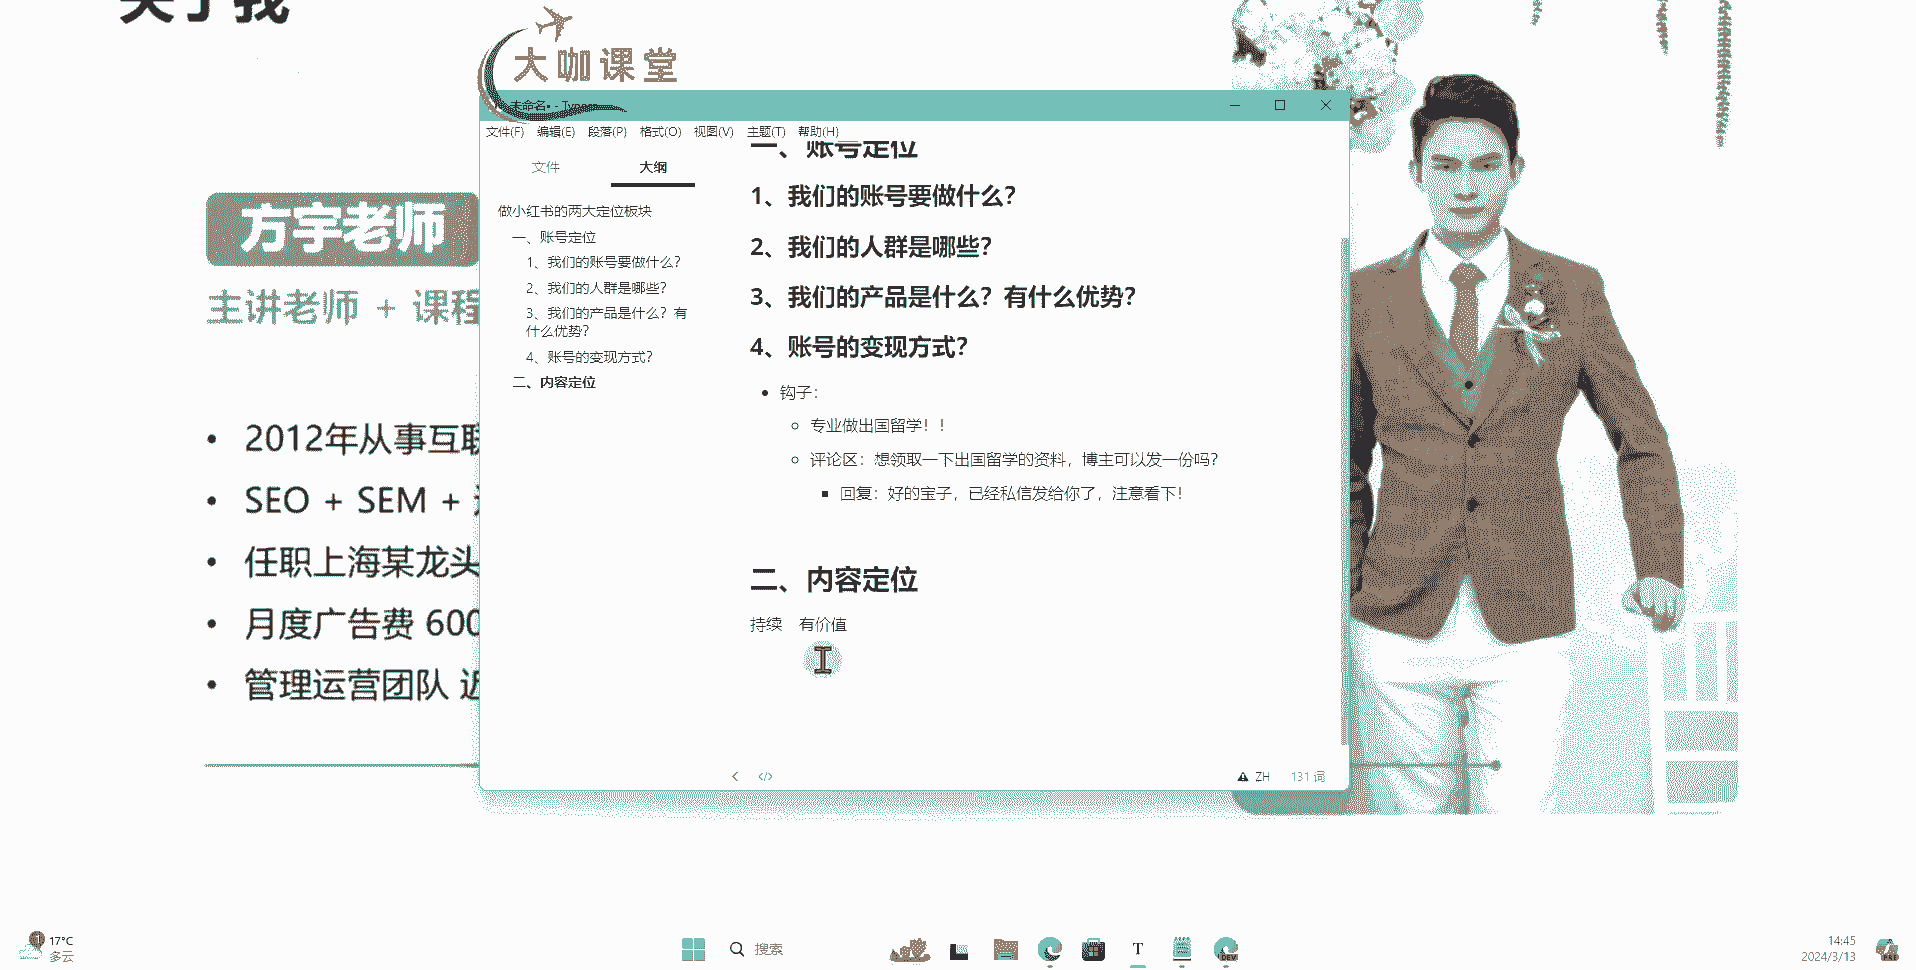 关于我
大咖课堂
方宇老师
主讲老师 + 课程
• 2012年从事互联
• SEO + SEM +
• 任职上海某龙头
• 月度广告费 600
• 管理运营团队 近
未命名• - Typora
文件(F) 编辑(E) 段落(P) 格式(O) 视图(V) 主题(T) 帮助(H)
文件 大纲
做小红书的两大定位板块
一、账号定位
1、我们的账号要做什么？
2、我们的人群是哪些？
3、我们的产品是什么？有
什么优势？
4、账号的变现方式？
二、内容定位
一、账号定位
1、我们的账号要做什么？
2、我们的人群是哪些？
3、我们的产品是什么？有什么优势？
4、账号的变现方式？
• 钩子：
专业做出国留学！！
评论区：想领取一下出国留学的资料，博主可以发一份吗？
回复：好的宝子，已经私信发给你了，注意看下！
二、内容定位
持续 有价值
ZH 131 词
1 17°C
多云
搜索
T
DEV
14:45
2024/3/13
PRE